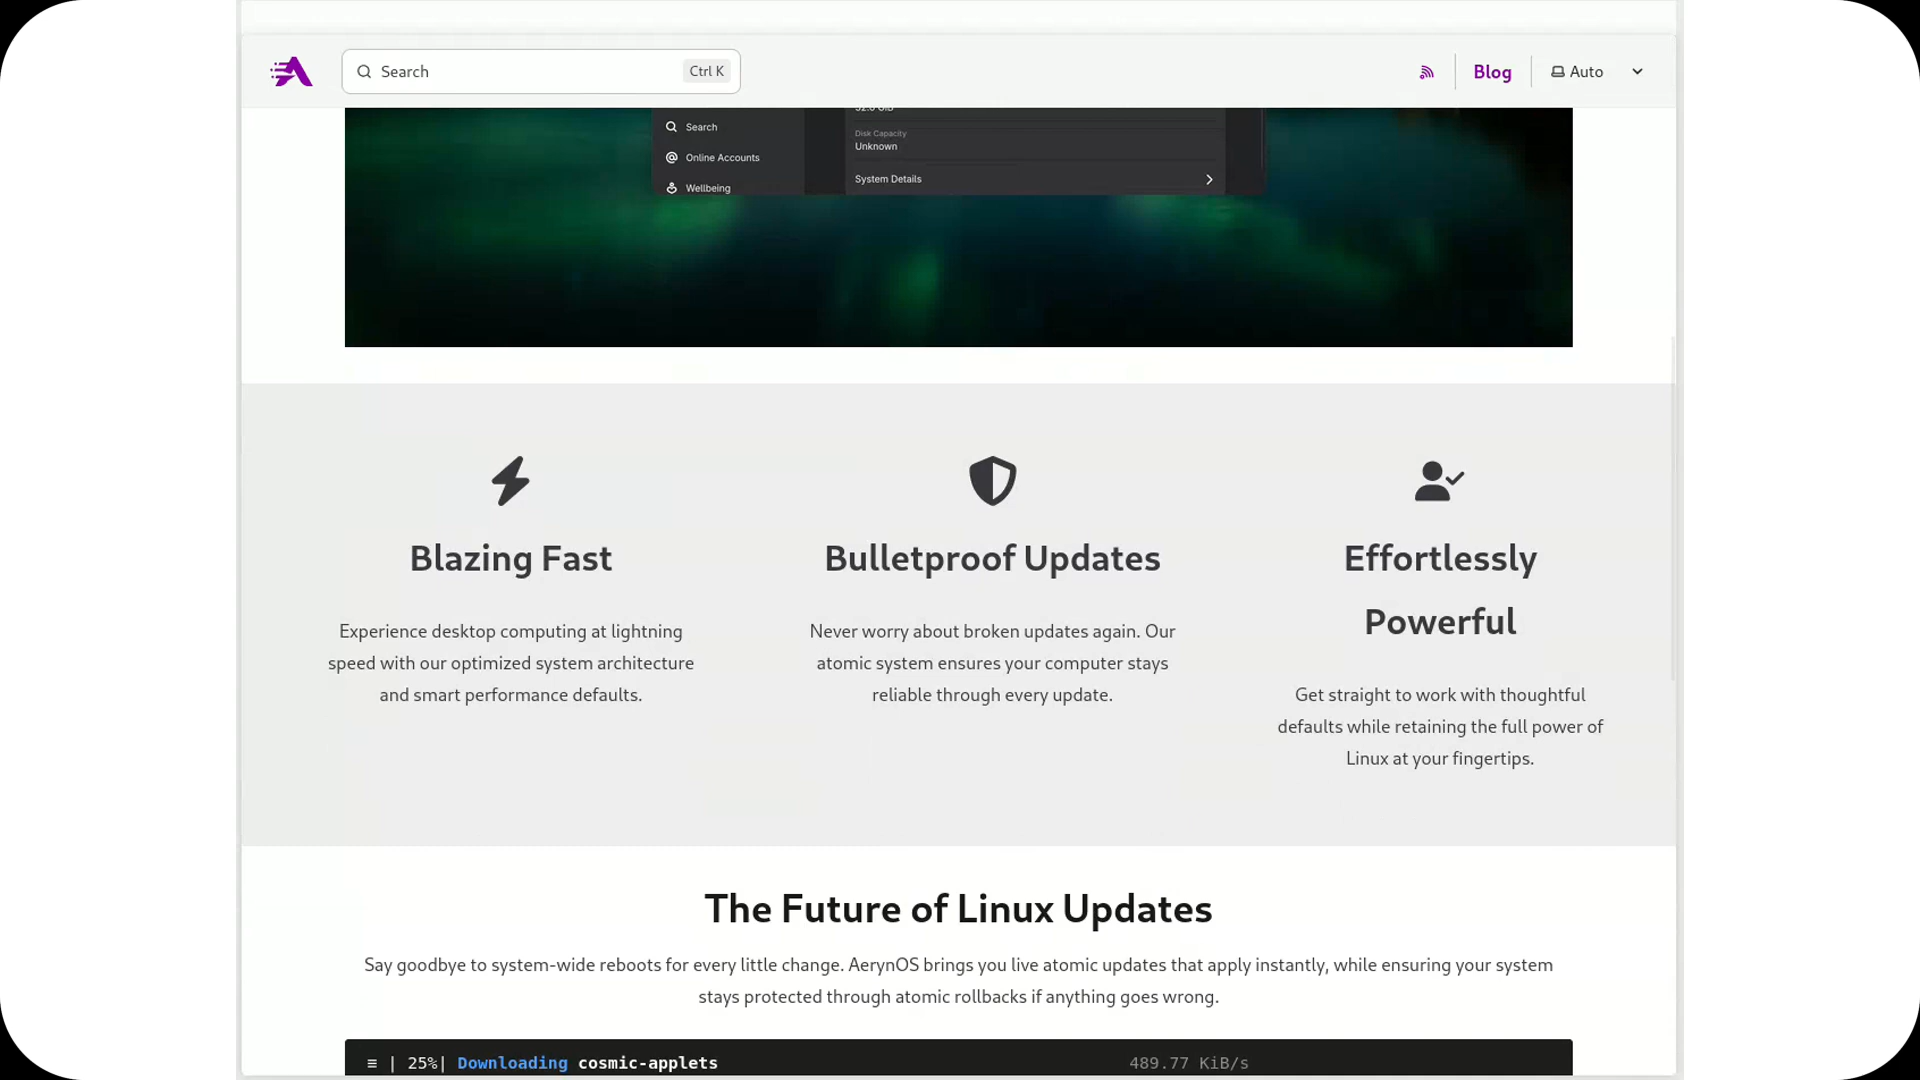 Search
Ctrl K
Blog
Auto
Search
Disk Capacity
Online Accounts
Unknown
Wellbeing
System Details
Blazing Fast
Experience desktop computing at lightning
speed with our optimized system architecture
and smart performance defaults.
Bulletproof Updates
Never worry about broken updates again. Our
atomic system ensures your computer stays
reliable through every update.
Effortlessly
Powerful
Get straight to work with thoughtful
defaults while retaining the full power of
Linux at your fingertips.
The Future of Linux Updates
Say goodbye to system-wide reboots for every little change. AerynOS brings you live atomic updates that apply instantly, while ensuring your system
stays protected through atomic rollbacks if anything goes wrong.
≡ | 25%| Downloading cosmic-applets 489.77 KiB/s